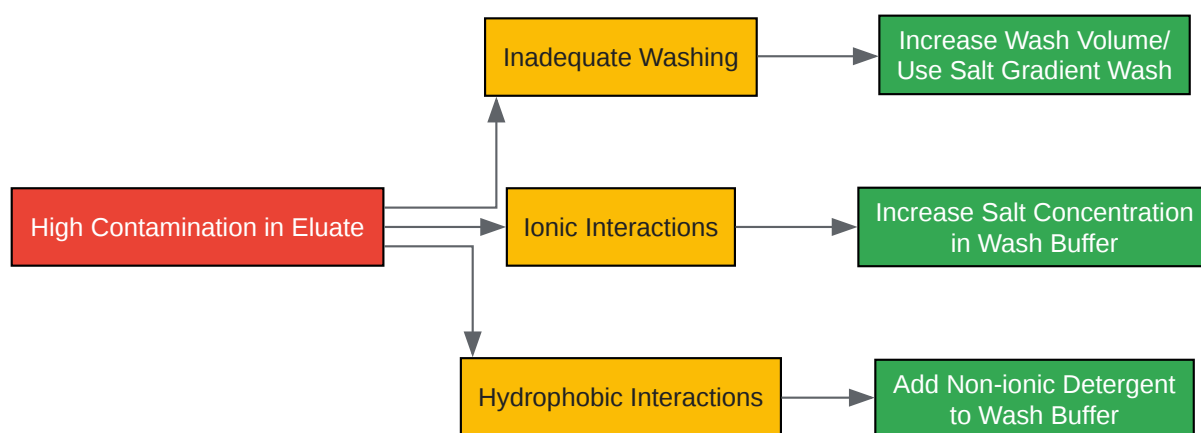 Inadequate Washing
Increase Wash Volume/
Use Salt Gradient Wash
High Contamination in Eluate
Ionic Interactions
Increase Salt Concentration
in Wash Buffer
Hydrophobic Interactions
Add Non-ionic Detergent
to Wash Buffer